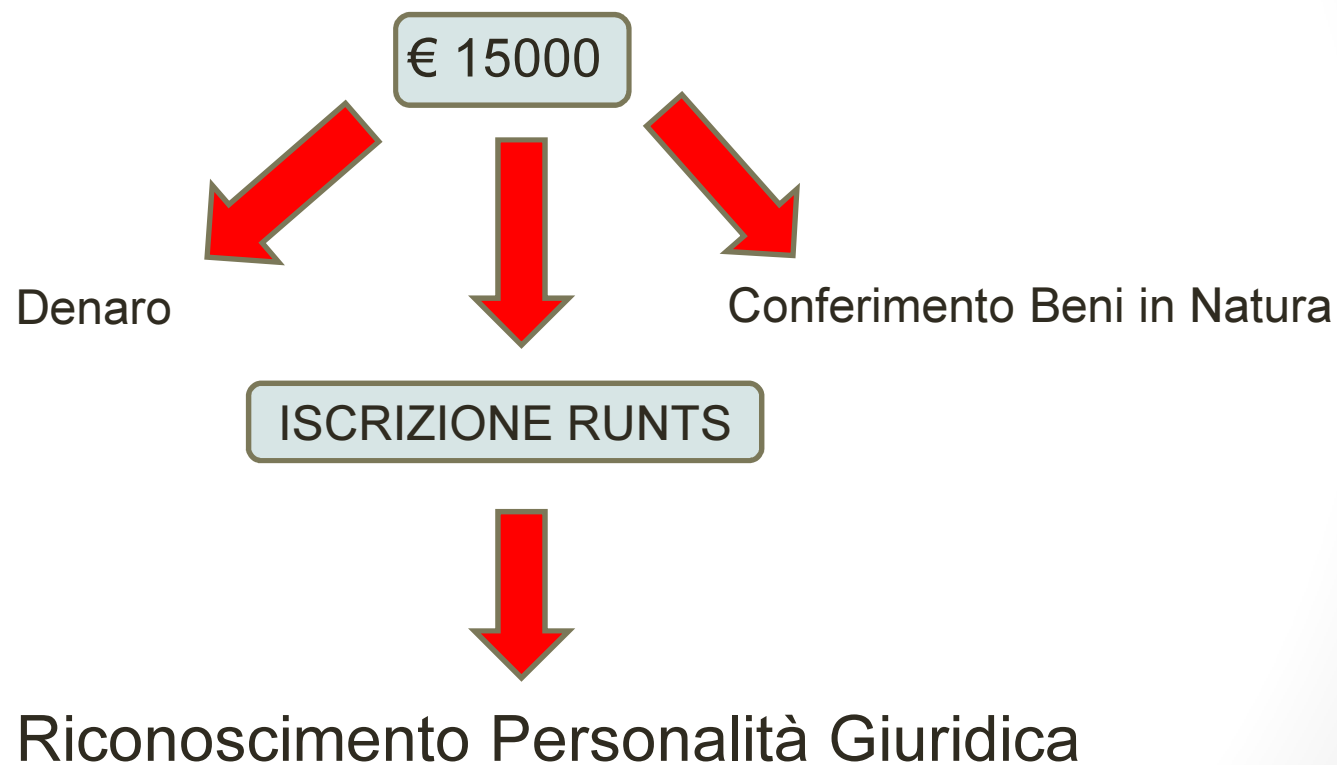 € 15000
Denaro
Conferimento Beni in Natura
ISCRIZIONE RUNTS
Riconoscimento Personalità Giuridica